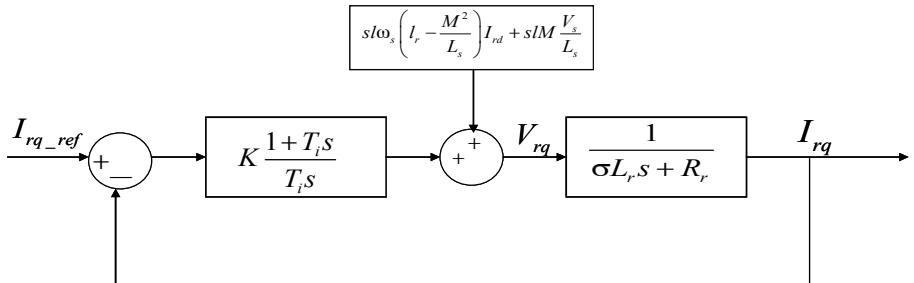 slω_s(l_r − M²/L_s)I_rd + slM V_s/L_s
I_rq_ref
+
—
K (1 + T_i s)/(T_i s)
+
+
V_rq
1/(σL_r s + R_r)
I_rq